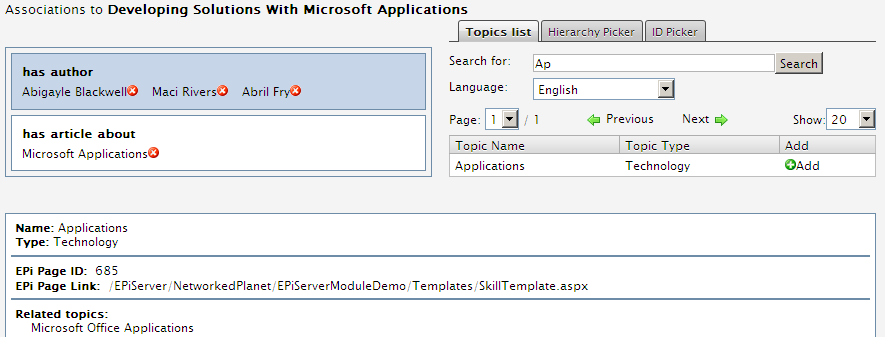 Associations to Developing Solutions With Microsoft Applications
Topics list Hierarchy Picker ID Picker
has author
Abigayle Blackwell Maci Rivers Abril Fry
has article about
Microsoft Applications
Search for: Ap Search
Language: English
Page: 1 / 1 Previous Next Show: 20
Topic Name Topic Type Add
Applications Technology Add
Name: Applications
Type: Technology
EPi Page ID: 685
EPi Page Link: /EPiServer/NetworkedPlanet/EPiServerModuleDemo/Templates/SkillTemplate.aspx
Related topics:
Microsoft Office Applications